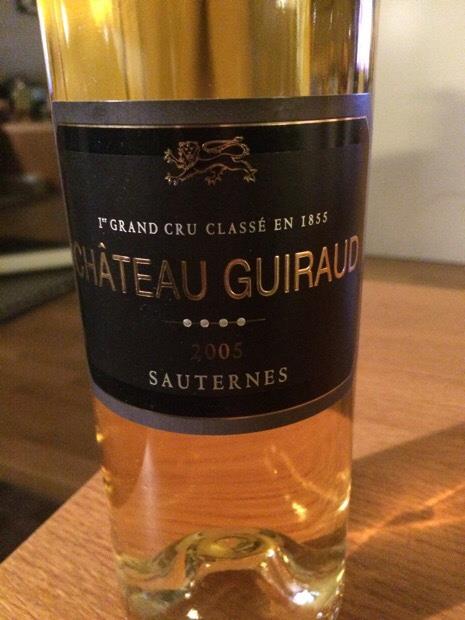 1er GRAND CRU CLASSÉ EN 1855
CHÂTEAU GUIRAUD
2005
SAUTERNES